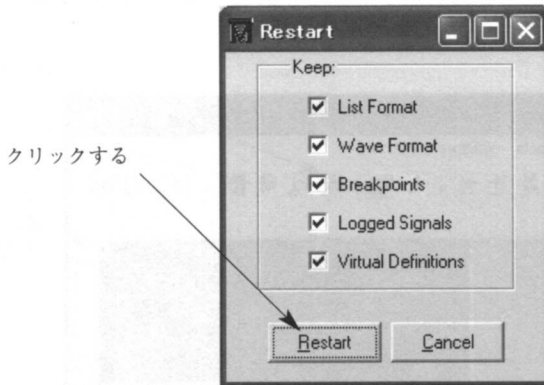 Restart
Keep:
List Format
Wave Format
Breakpoints
Logged Signals
Virtual Definitions
クリックする
Restart
Cancel